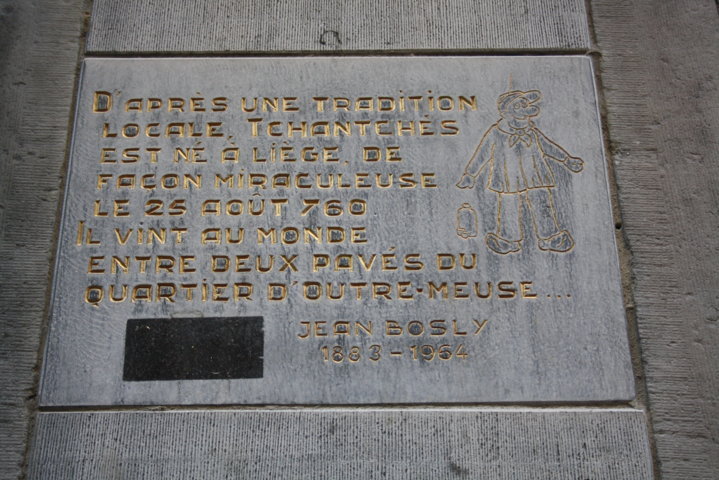 D'APRÈS UNE TRADITION
LOCALE, TCHANTCHÉS
EST NÉ À LIÈGE, DE
FAÇON MIRACULEUSE
LE 25 AOÛT 760.
IL VINT AU MONDE
ENTRE DEUX PAVÉS DU
QUARTIER D'OUTRE-MEUSE...
JEAN BOSLY
1883-1964